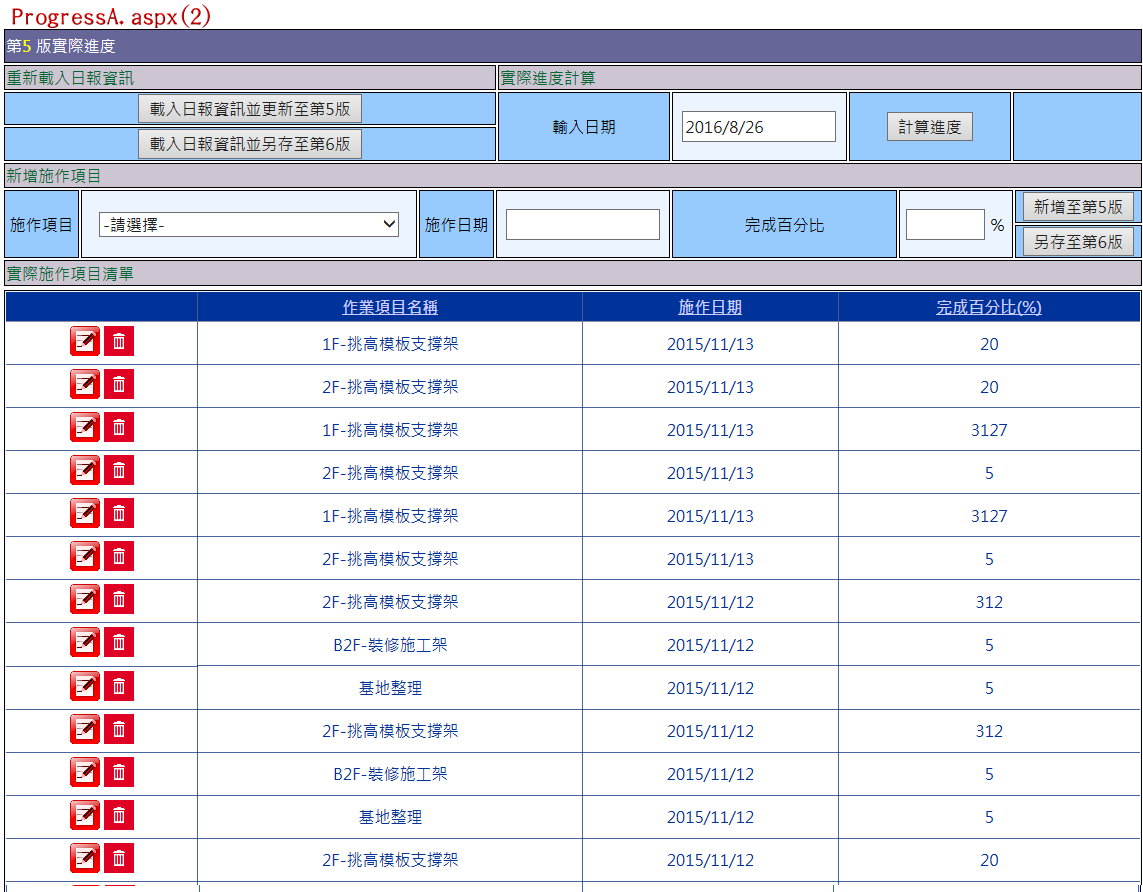 ProgressA.aspx(2)
第5 版實際進度
重新載入日報資訊 實際進度計算
載入日報資訊並更新至第5版
載入日報資訊並另存至第6版
輸入日期 2016/8/26 計算進度
新增施作項目
施作項目 -請選擇- 施作日期 完成百分比 %
新增至第5版
另存至第6版
實際施作項目清單
作業項目名稱 施作日期 完成百分比(%)
1F-挑高模板支撐架 2015/11/13 20
2F-挑高模板支撐架 2015/11/13 20
1F-挑高模板支撐架 2015/11/13 3127
2F-挑高模板支撐架 2015/11/13 5
1F-挑高模板支撐架 2015/11/13 3127
2F-挑高模板支撐架 2015/11/13 5
2F-挑高模板支撐架 2015/11/12 312
B2F-裝修施工架 2015/11/12 5
基地整理 2015/11/12 5
2F-挑高模板支撐架 2015/11/12 312
B2F-裝修施工架 2015/11/12 5
基地整理 2015/11/12 5
2F-挑高模板支撐架 2015/11/12 20